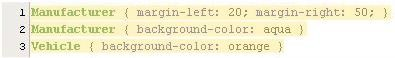 1 Manufacturer { margin-left: 20; margin-right: 50; }
2 Manufacturer { background-color: aqua }
3 Vehicle { background-color: orange }